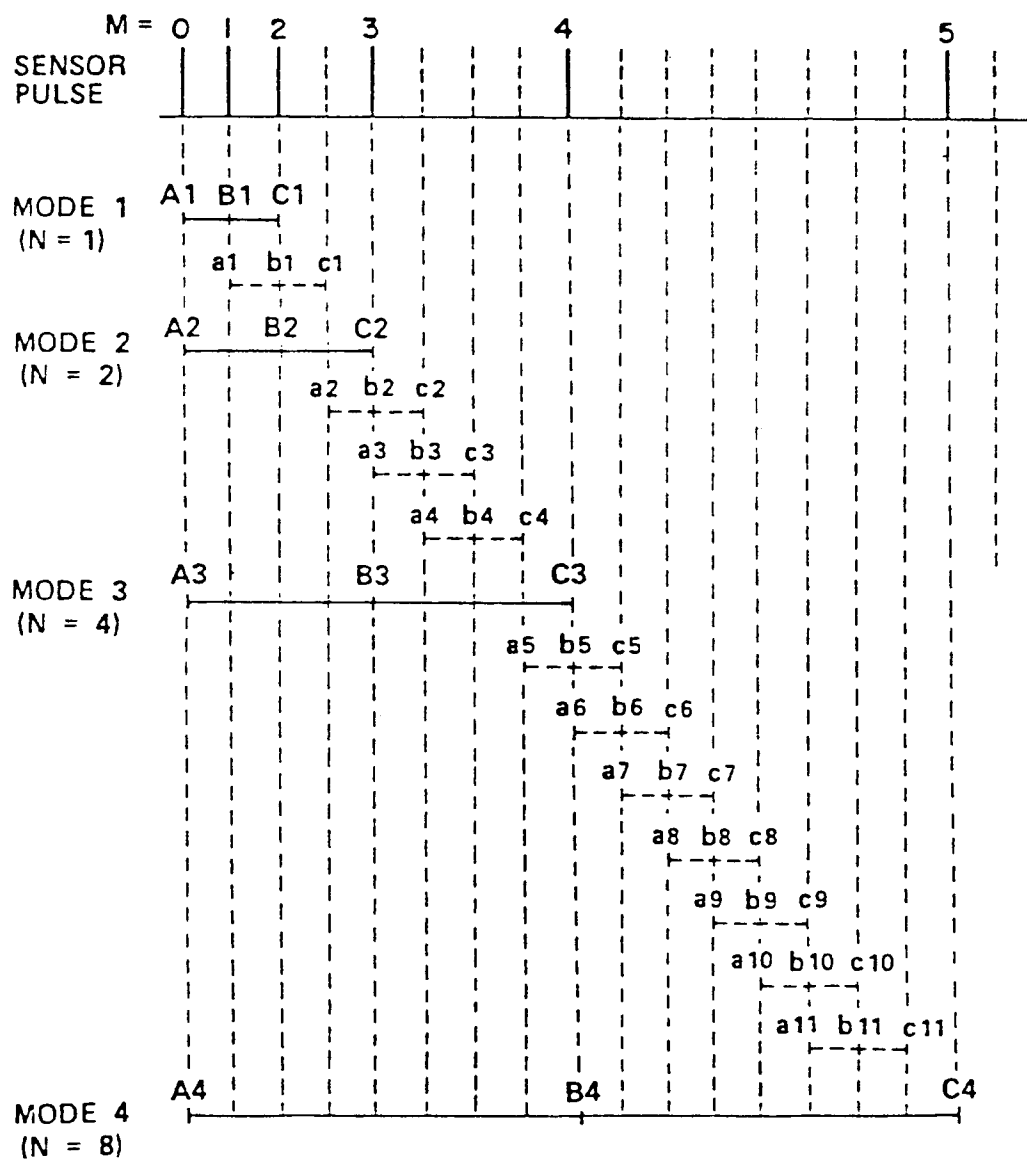 M = 0 1 2 3 4 5
SENSOR
PULSE
A1 B1 C1
MODE 1
(N = 1)
a1 b1 c1
A2 B2 C2
MODE 2
(N = 2)
a2 b2 c2
a3 b3 c3
a4 b4 c4
A3 B3 C3
MODE 3
(N = 4)
a5 b5 c5
a6 b6 c6
a7 b7 c7
a8 b8 c8
a9 b9 c9
a10 b10 c10
a11 b11 c11
A4 B4 C4
MODE 4
(N = 8)